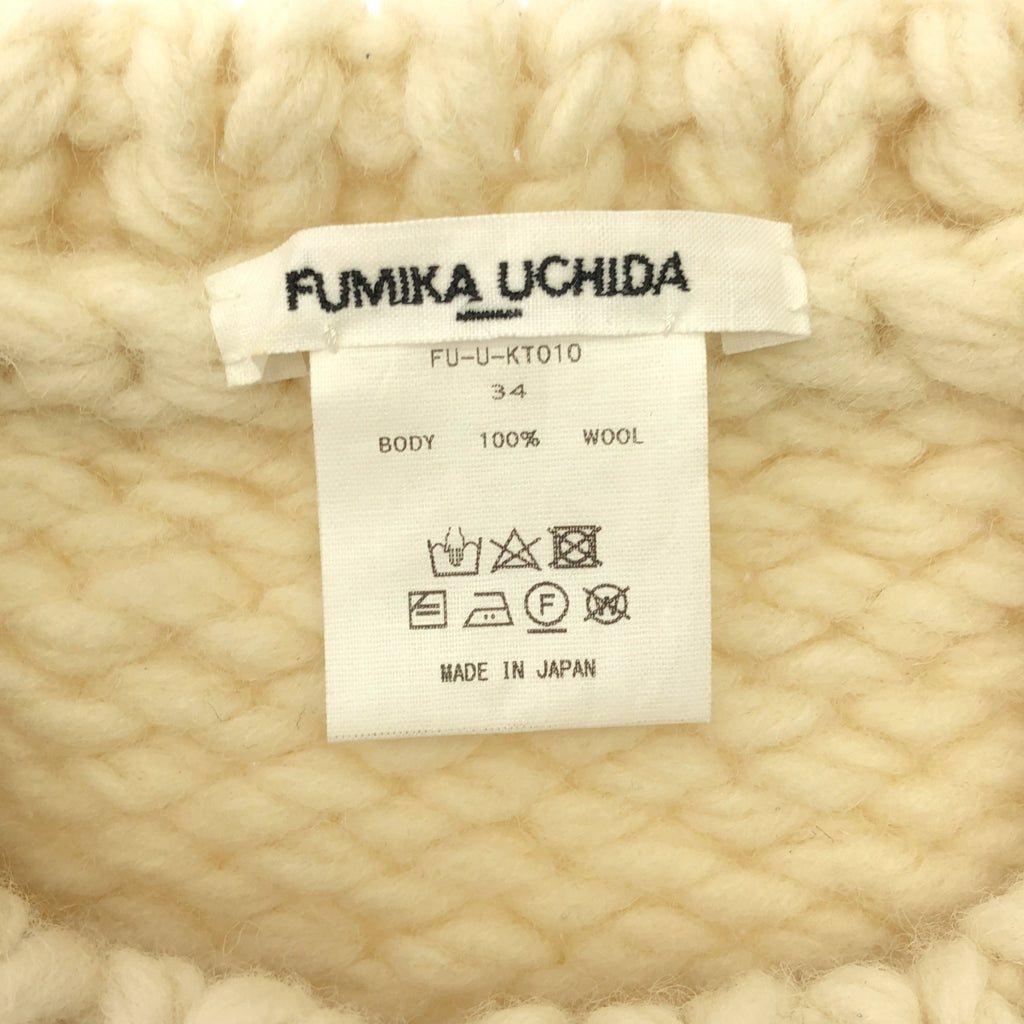 FUMIKA UCHIDA
FU-U-KT010
34
BODY 100% WOOL
F
W
MADE IN JAPAN